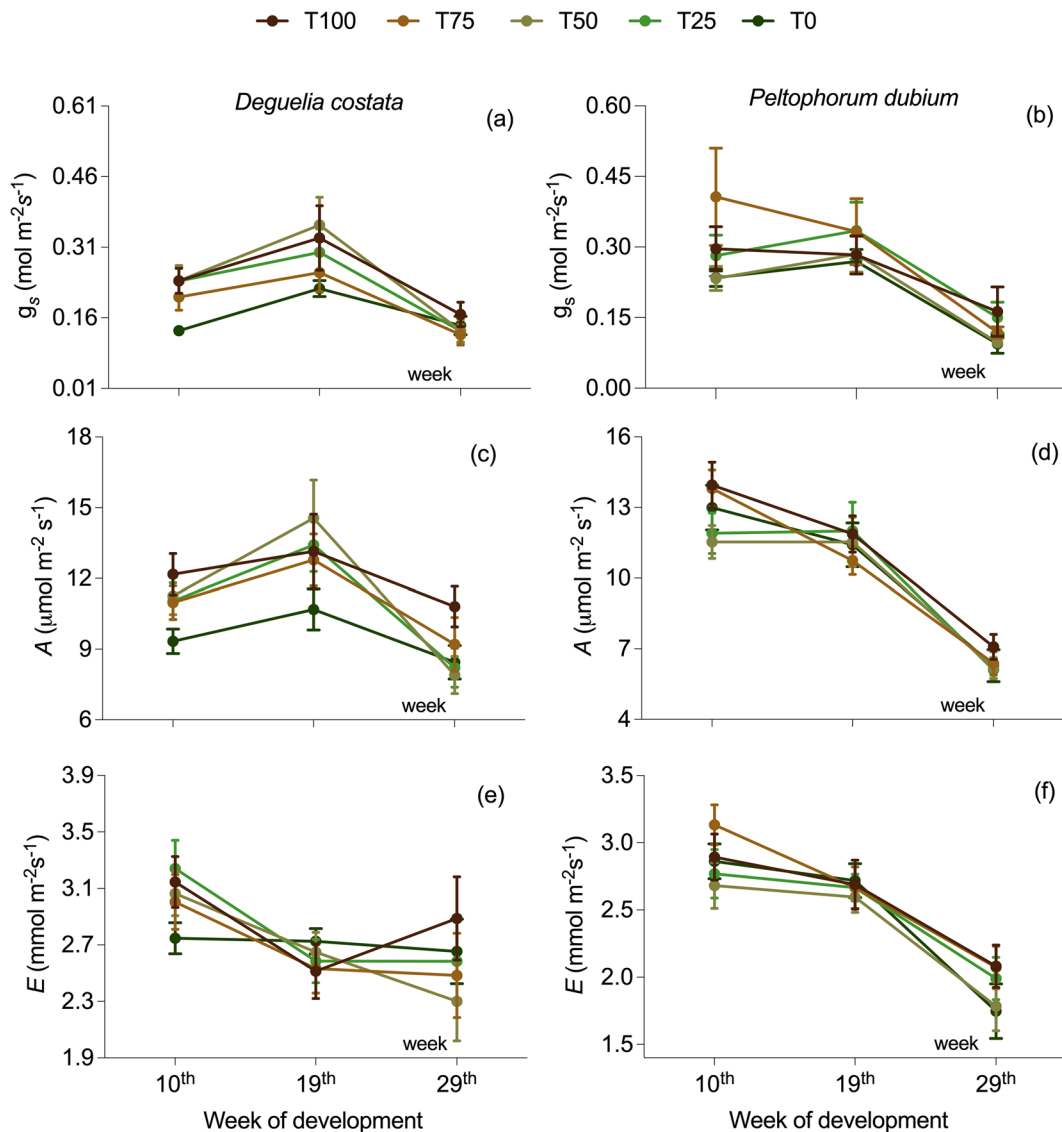 T100 T75 T50 T25 T0
Deguelia costata
Peltophorum dubium
(a)
0.61
0.46
0.31
0.16
0.01
gs (mol m-2s-1)
week
(b)
0.60
0.45
0.30
0.15
0.00
gs (mol m-2s-1)
week
(c)
18
15
12
9
6
A (μmol m-2 s-1)
week
(d)
16
13
10
7
4
A (μmol m-2 s-1)
week
(e)
3.9
3.5
3.1
2.7
2.3
1.9
E (mmol m-2s-1)
week
10th 19th 29th
Week of development
(f)
3.5
3.0
2.5
2.0
1.5
E (mmol m-2s-1)
week
10th 19th 29th
Week of development